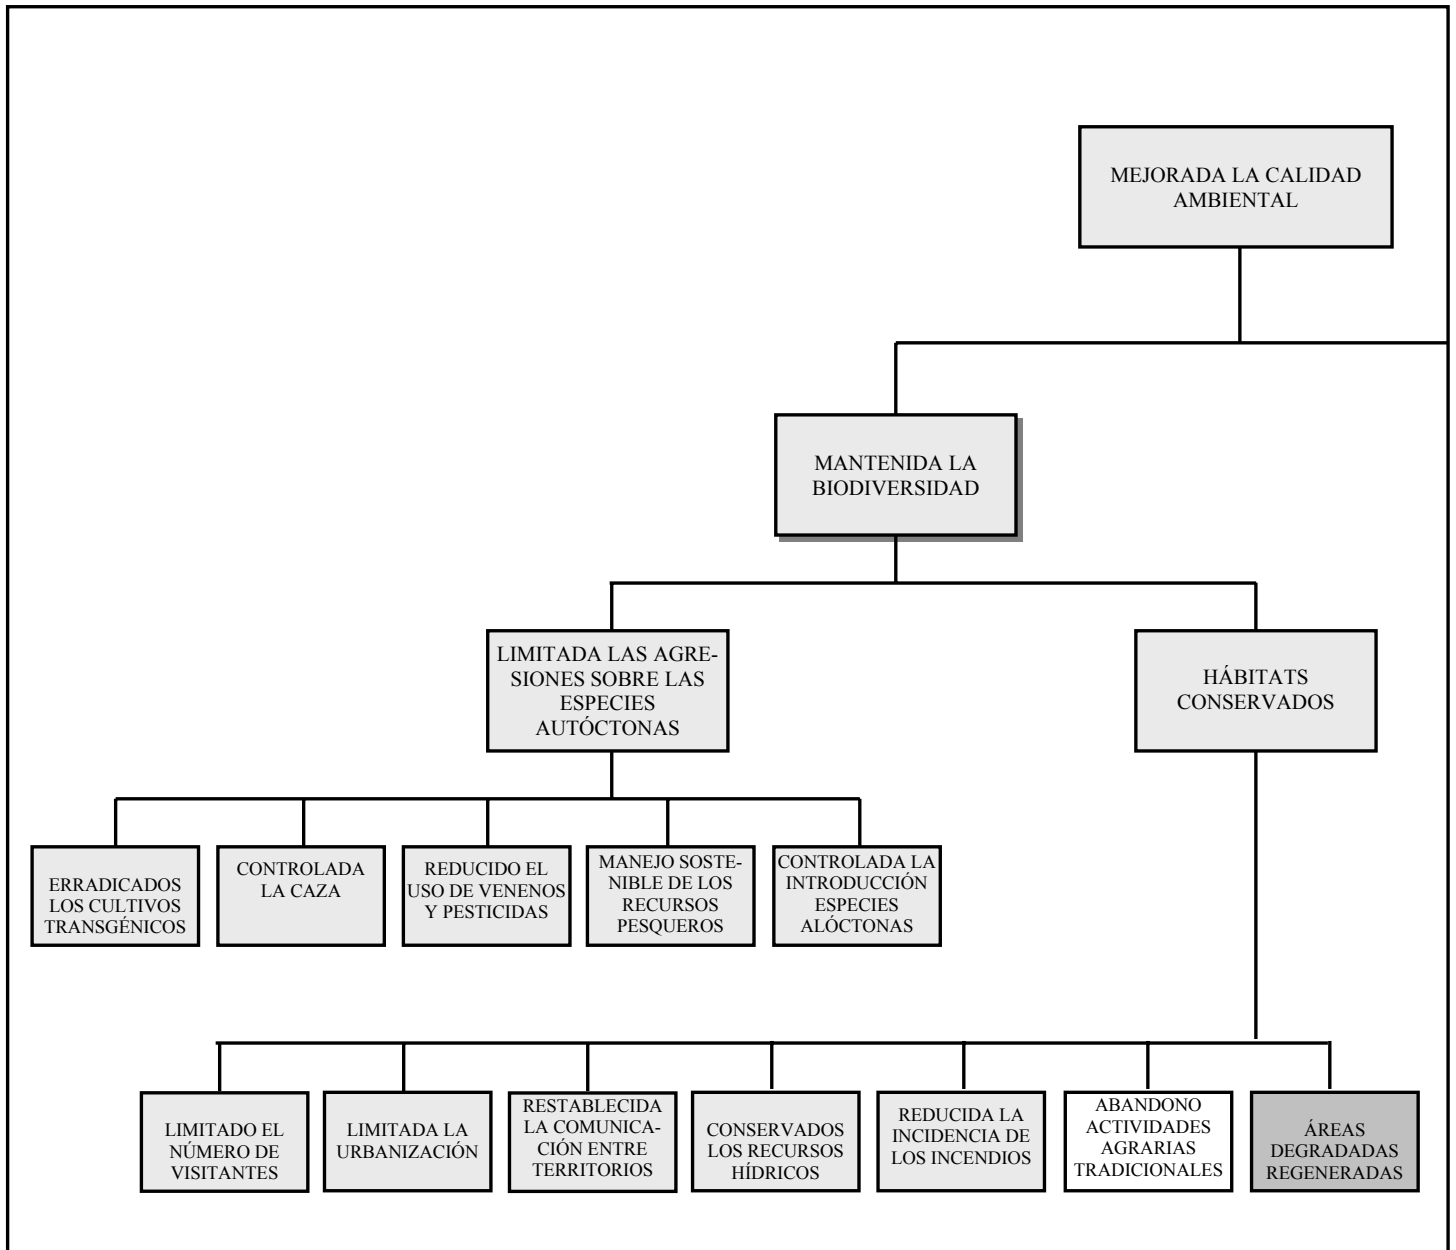 MEJORADA LA CALIDAD
AMBIENTAL
MANTENIDA LA
BIODIVERSIDAD
LIMITADA LAS AGRE-
SIONES SOBRE LAS
ESPECIES
AUTÓCTONAS
HÁBITATS
CONSERVADOS
ERRADICADOS
LOS CULTIVOS
TRANSGÉNICOS
CONTROLADA
LA CAZA
REDUCIDO EL
USO DE VENENOS
Y PESTICIDAS
MANEJO SOSTE-
NIBLE DE LOS
RECURSOS
PESQUEROS
CONTROLADA LA
INTRODUCCIÓN
ESPECIES
ALÓCTONAS
LIMITADO EL
NÚMERO DE
VISITANTES
LIMITADA LA
URBANIZACIÓN
RESTABLECIDA
LA COMUNICA-
CIÓN ENTRE
TERRITORIOS
CONSERVADOS
LOS RECURSOS
HÍDRICOS
REDUCIDA LA
INCIDENCIA DE
LOS INCENDIOS
ABANDONO
ACTIVIDADES
AGRARIAS
TRADICIONALES
ÁREAS
DEGRADADAS
REGENERADAS